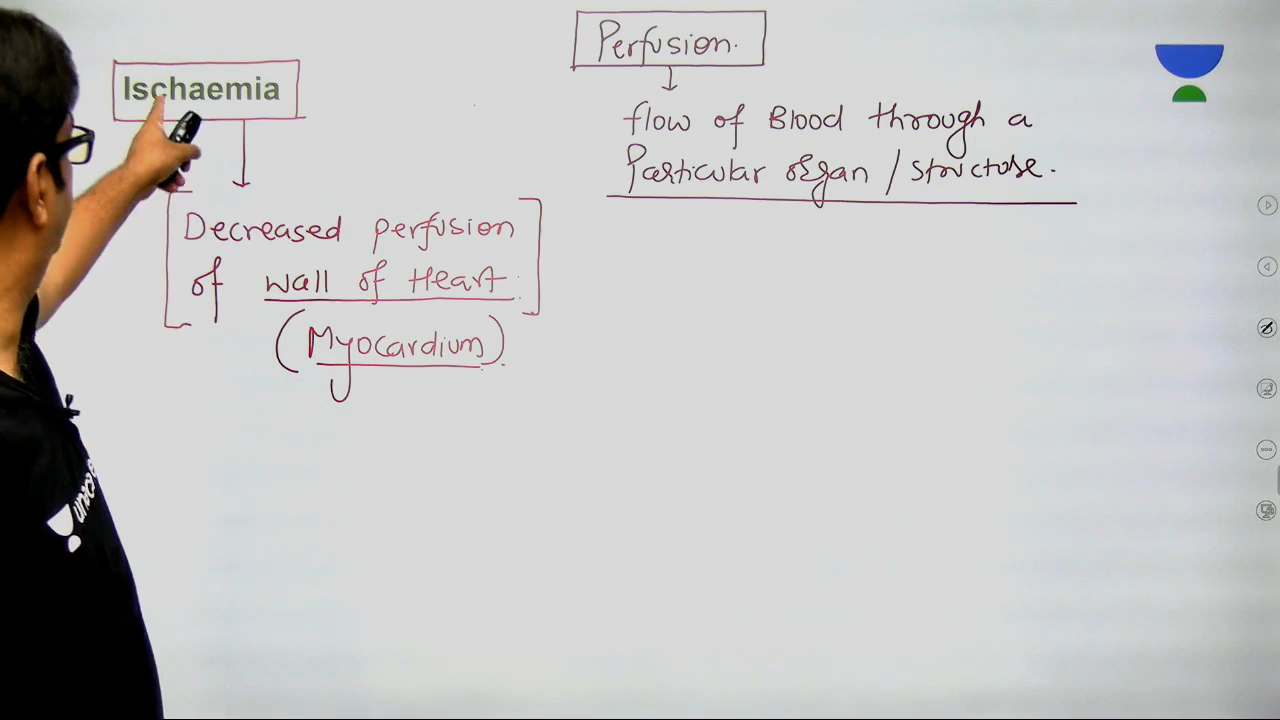 Ischaemia
Decreased perfusion
of wall of Heart.
(Myocardium).
Perfusion.
flow of Blood through a
Particular organ / structure.